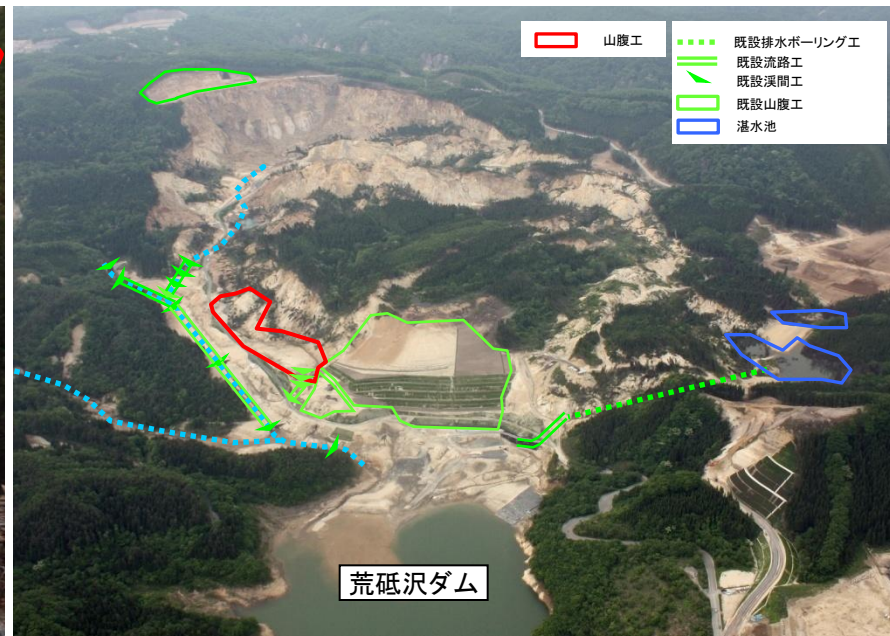 山腹工
既設排水ボーリング工
既設流路工
既設渓間工
既設山腹工
湛水池
荒砥沢ダム